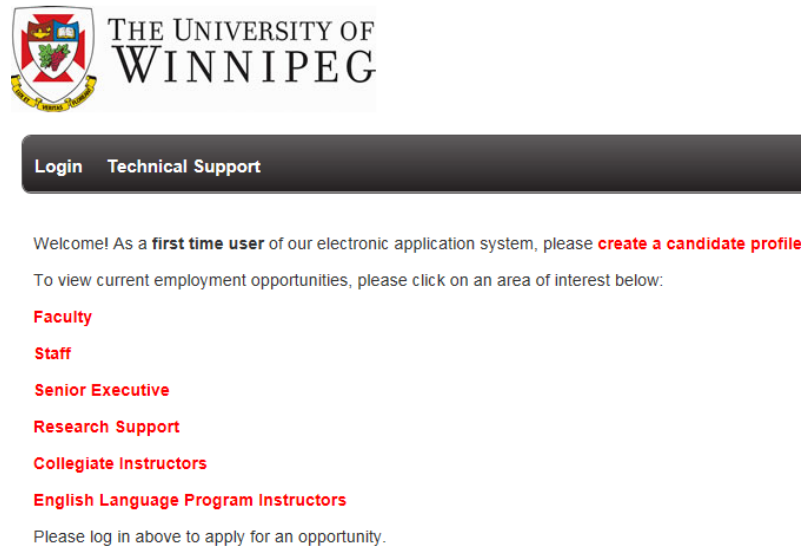 THE UNIVERSITY OF
WINNIPEG
Login Technical Support
Welcome! As a first time user of our electronic application system, please create a candidate profile
To view current employment opportunities, please click on an area of interest below:
Faculty
Staff
Senior Executive
Research Support
Collegiate Instructors
English Language Program Instructors
Please log in above to apply for an opportunity.